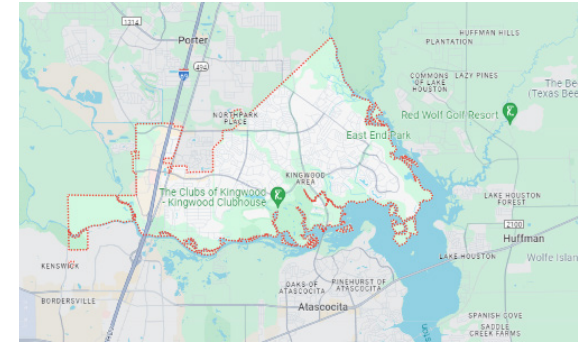 1314
HUFFMAN HILLS
PLANTATION
Porter
494
COMMONS
OF LAKE
HOUSTON
LAZY PINES
The Be
(Texas Bee
Red Wolf Golf Resort
NORTHPARK
PLACE
East End Park
KINGWOOD
AREA
The Clubs of Kingwood
- Kingwood Clubhouse
LAKE HOUSTON
FOREST
2100
Huffman
KENSWICK
LAKE HOUSTON
Wolfe Islan
OAKS OF
ATASCOCITA
PINEHURST OF
ATASCOCITA
BORDERSVILLE
Atascocita
SPANISH COVE
SADDLE
CREEK FARMS